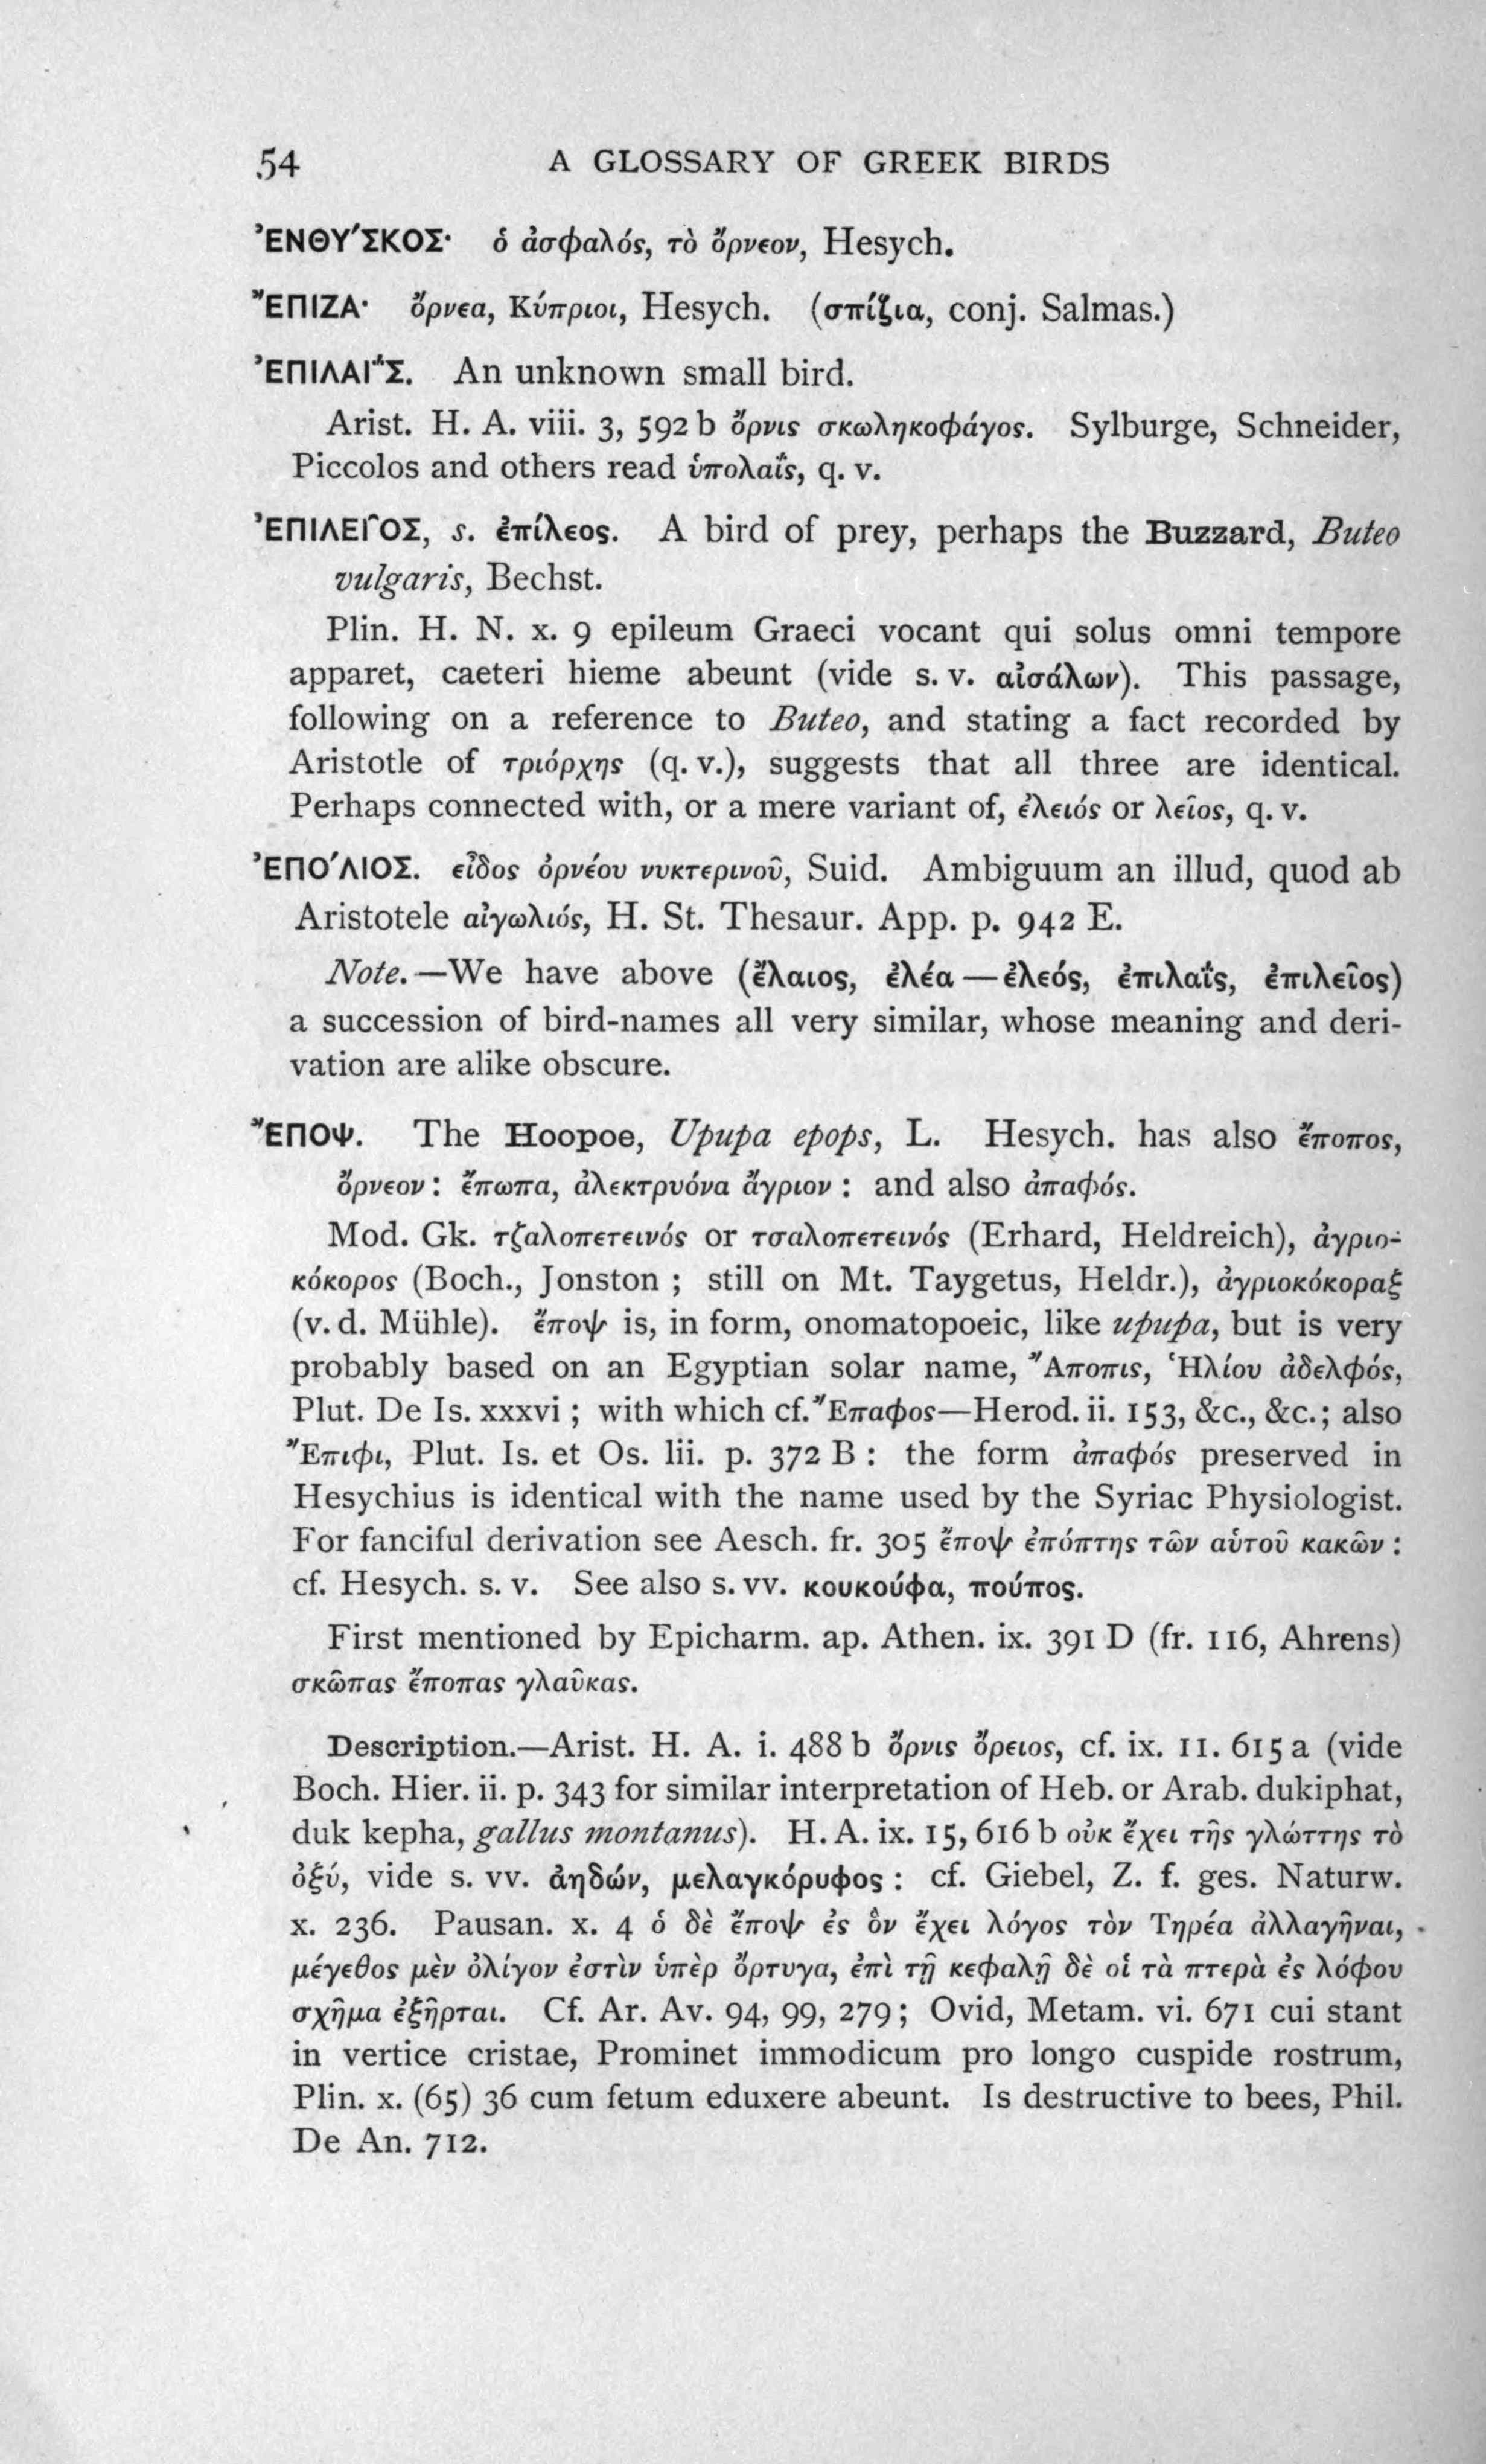 54 A GLOSSARY OF GREEK BIRDS
ἘΝΘΥ΄ΣΚΟΣ· ὁ ἀσφαλός, τὸ ὄρνεον, Hesych.
ἜΠΙΖΑ· ὄρνεα, Κύπριοι, Hesych. (σπίζια, conj. Salmas.)
ἘΠΙΛΑΐΣ. An unknown small bird.
Arist. H. A. viii. 3, 592 b ὄρνις σκωληκοφάγος. Sylburge, Schneider,
Piccolos and others read ὑπολαΐς, q. v.
ἘΠΙΛΕΙ͂ΟΣ, s. ἐπίλεος. A bird of prey, perhaps the Buzzard, Buteo
vulgaris, Bechst.
Plin. H. N. x. 9 epileum Graeci vocant qui solus omni tempore
apparet, caeteri hieme abeunt (vide s. v. αἰσάλων). This passage,
following on a reference to Buteo, and stating a fact recorded by
Aristotle of τριόρχης (q. v.), suggests that all three are identical.
Perhaps connected with, or a mere variant of, ἐλειός or λεῖος, q. v.
ἘΠΟ΄ΛΙΟΣ. εἶδος ὀρνέου νυκτερινοῦ, Suid. Ambiguum an illud, quod ab
Aristotele αἰγωλιός, H. St. Thesaur. App. p. 942 E.
Note.—We have above (ἔλαιος, ἐλέα—ἐλεός, ἐπιλαΐς, ἐπιλεῖος)
a succession of bird-names all very similar, whose meaning and deri-
vation are alike obscure.
ἜΠΟΨ. The Hoopoe, Upupa epops, L. Hesych. has also ἔποπος,
ὄρνεον : ἔπωπα, ἀλεκτρυόνα ἄγριον : and also ἀπαφός.
Mod. Gk. τζαλοπετεινός or τσαλοπετεινός (Erhard, Heldreich), ἀγριο-
κόκορος (Boch., Jonston ; still on Mt. Taygetus, Heldr.), ἀγριοκόκοραξ
(v. d. Mühle). ἔποψ is, in form, onomatopoeic, like upupa, but is very
probably based on an Egyptian solar name, Ἄποπις, Ἡλίου ἀδελφός,
Plut. De Is. xxxvi ; with which cf. Ἔπαφος—Herod. ii. 153, &c., &c.; also
Ἔπιφι, Plut. Is. et Os. lii. p. 372 B : the form ἀπαφός preserved in
Hesychius is identical with the name used by the Syriac Physiologist.
For fanciful derivation see Aesch. fr. 305 ἔποψ ἐπόπτης τῶν αὑτοῦ κακῶν :
cf. Hesych. s. v. See also s. vv. κουκούφα, πούπος.
First mentioned by Epicharm. ap. Athen. ix. 391 D (fr. 116, Ahrens)
σκῶπας ἔποπας γλαῦκας.
Description.—Arist. H. A. i. 488 b ὄρνις ὄρειος, cf. ix. 11. 615 a (vide
Boch. Hier. ii. p. 343 for similar interpretation of Heb. or Arab. dukiphat,
duk kepha, gallus montanus). H. A. ix. 15, 616 b οὐκ ἔχει τῆς γλώττης τὸ
ὀξύ, vide s. vv. ἀηδών, μελαγκόρυφος : cf. Giebel, Z. f. ges. Naturw.
x. 236. Pausan. x. 4 ὁ δὲ ἔποψ ἐς ὃν ἔχει λόγος τὸν Τηρέα ἀλλαγῆναι,
μέγεθος μὲν ὀλίγον ἐστὶν ὑπὲρ ὄρτυγα, ἐπὶ τῇ κεφαλῇ δὲ οἱ τὰ πτερὰ ἐς λόφου
σχῆμα ἐξῆρται. Cf. Ar. Av. 94, 99, 279 ; Ovid, Metam. vi. 671 cui stant
in vertice cristae, Prominet immodicum pro longo cuspide rostrum,
Plin. x. (65) 36 cum fetum eduxere abeunt. Is destructive to bees, Phil.
De An. 712.